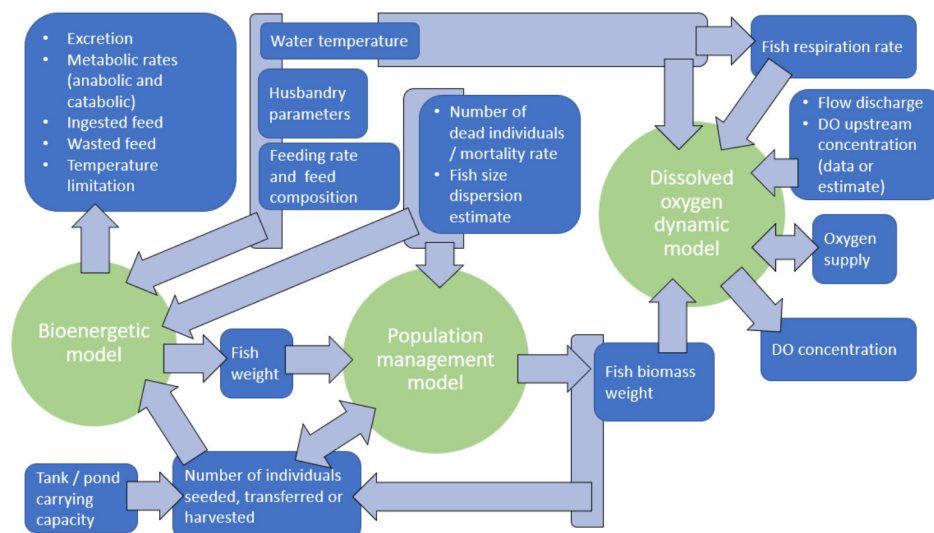 • Excretion
• Metabolic rates
(anabolic and
catabolic)
• Ingested feed
• Wasted feed
• Temperature
limitation
Water temperature
Husbandry
parameters
Feeding rate
and feed
composition
• Number of
dead individuals
/ mortality rate
• Fish size
dispersion
estimate
Fish respiration rate
• Flow discharge
• DO upstream
concentration
(data or
estimate)
Dissolved
oxygen
dynamic model
Oxygen
supply
DO concentration
Bioenergetic
model
Fish
weight
Population
management
model
Fish biomass
weight
Tank / pond
carrying
capacity
Number of individuals
seeded, transferred or
harvested